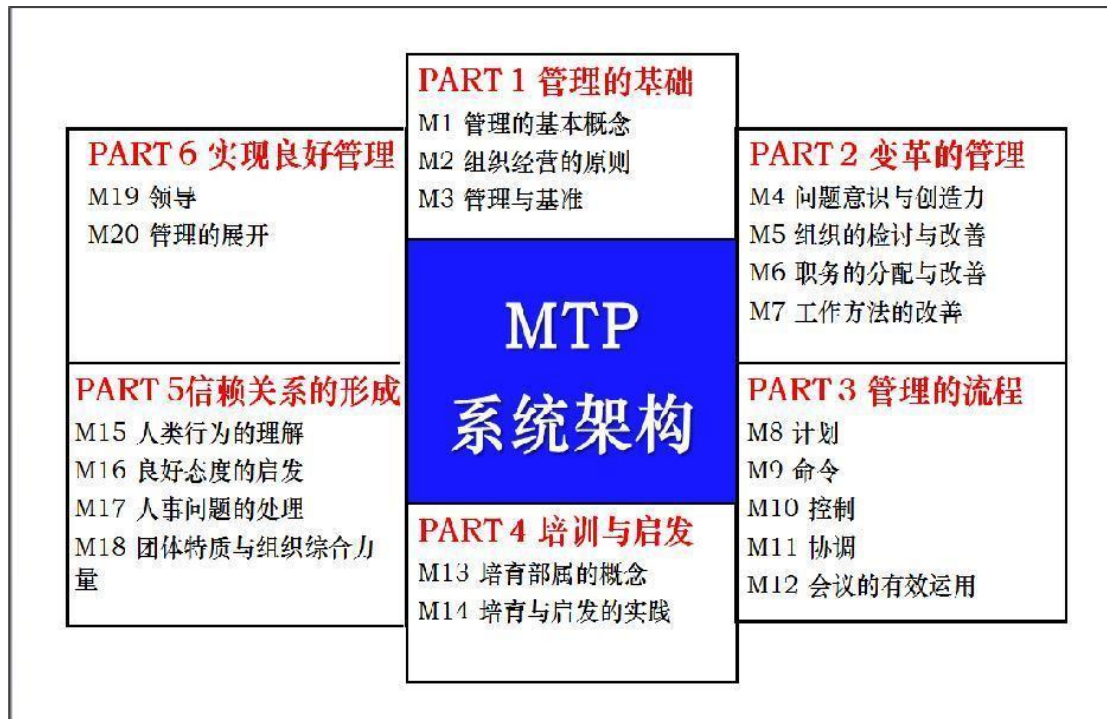 PART 1 管理的基础
M1 管理的基本概念
M2 组织经营的原则
M3 管理与基准
PART 2 变革的管理
M4 问题意识与创造力
M5 组织的检讨与改善
M6 职务的分配与改善
M7 工作方法的改善
PART 3 管理的流程
M8 计划
M9 命令
M10 控制
M11 协调
M12 会议的有效运用
PART 4 培训与启发
M13 培育部属的概念
M14 培育与启发的实践
PART 5信赖关系的形成
M15 人类行为的理解
M16 良好态度的启发
M17 人事问题的处理
M18 团体特质与组织综合力
量
PART 6 实现良好管理
M19 领导
M20 管理的展开
MTP
系统架构